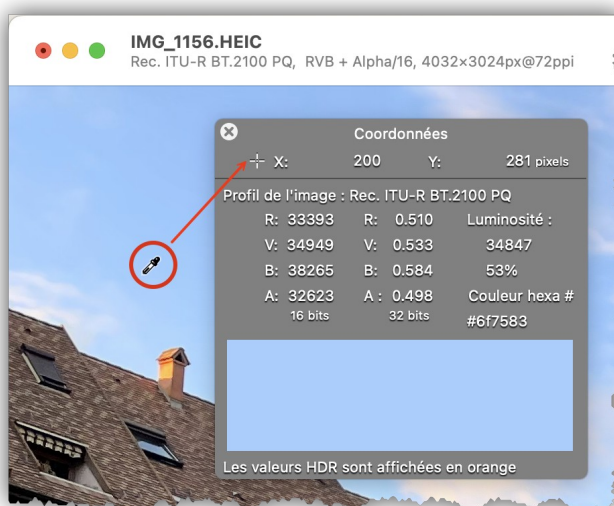 IMG_1156.HEIC
Rec. ITU-R BT.2100 PQ, RVB + Alpha/16, 4032×3024px@72ppi
Coordonnées
X: 200 Y: 281 pixels
Profil de l'image : Rec. ITU-R BT.2100 PQ
R: 33393 R: 0.510 Luminosité :
V: 34949 V: 0.533 34847
B: 38265 B: 0.584 53%
A: 32623 A : 0.498 Couleur hexa #
16 bits 32 bits #6f7583
Les valeurs HDR sont affichées en orange